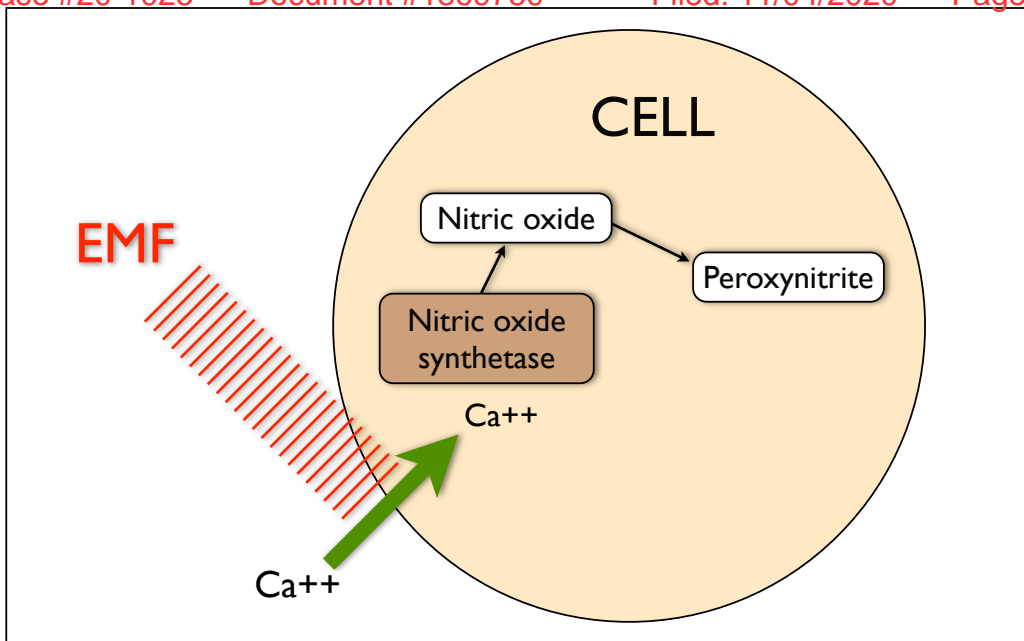 CELL
Nitric oxide
EMF
Peroxynitrite
Nitric oxide
synthetase
Ca++
Ca++